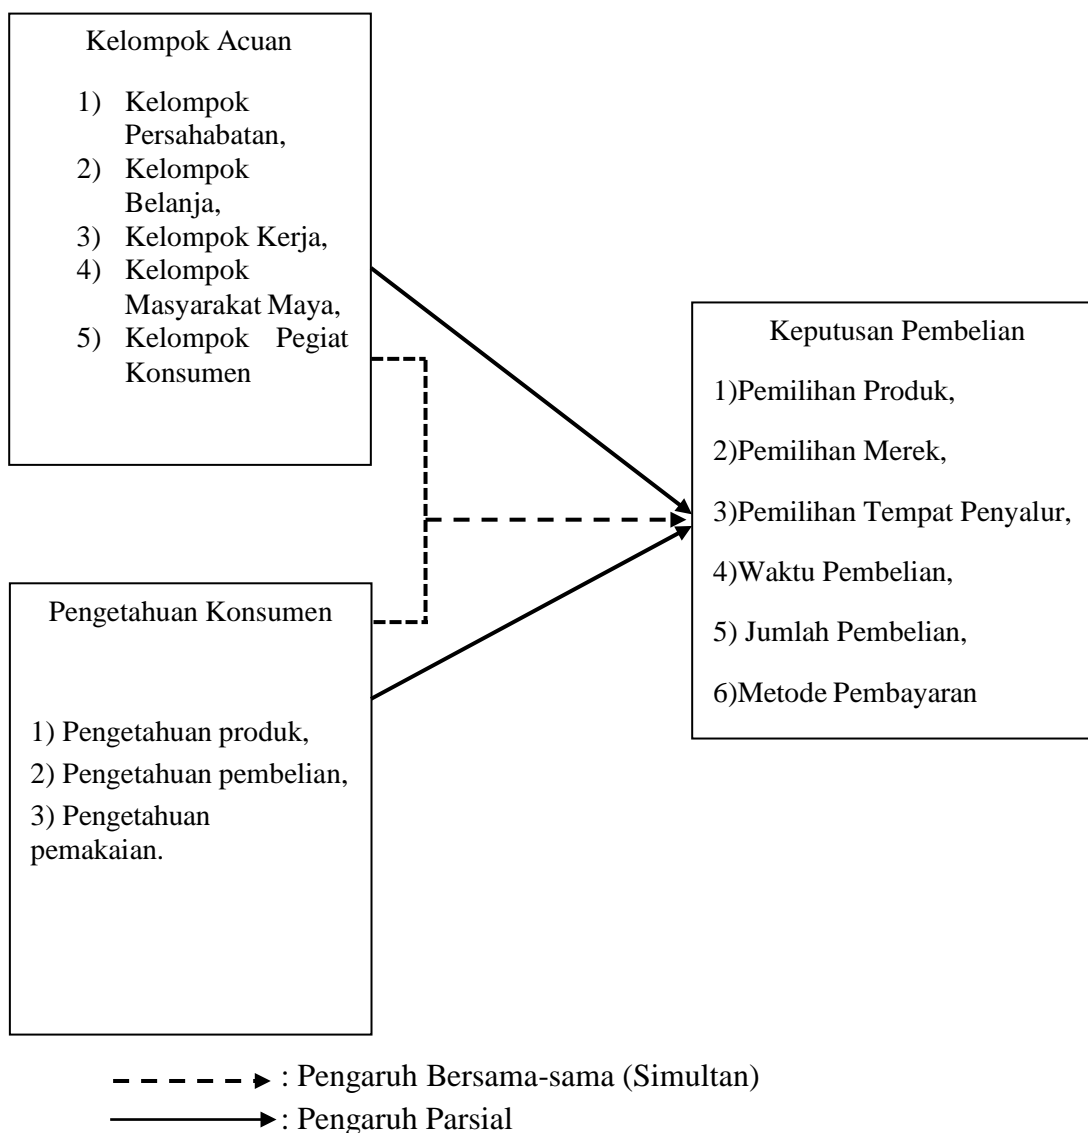 Kelompok Acuan
1) Kelompok
Persahabatan,
2) Kelompok
Belanja,
3) Kelompok Kerja,
4) Kelompok
Masyarakat Maya,
5) Kelompok Pegiat
Konsumen
Keputusan Pembelian
1)Pemilihan Produk,
2)Pemilihan Merek,
3)Pemilihan Tempat Penyalur,
4)Waktu Pembelian,
5) Jumlah Pembelian,
6)Metode Pembayaran
Pengetahuan Konsumen
1) Pengetahuan produk,
2) Pengetahuan pembelian,
3) Pengetahuan
pemakaian.
: Pengaruh Bersama-sama (Simultan)
: Pengaruh Parsial